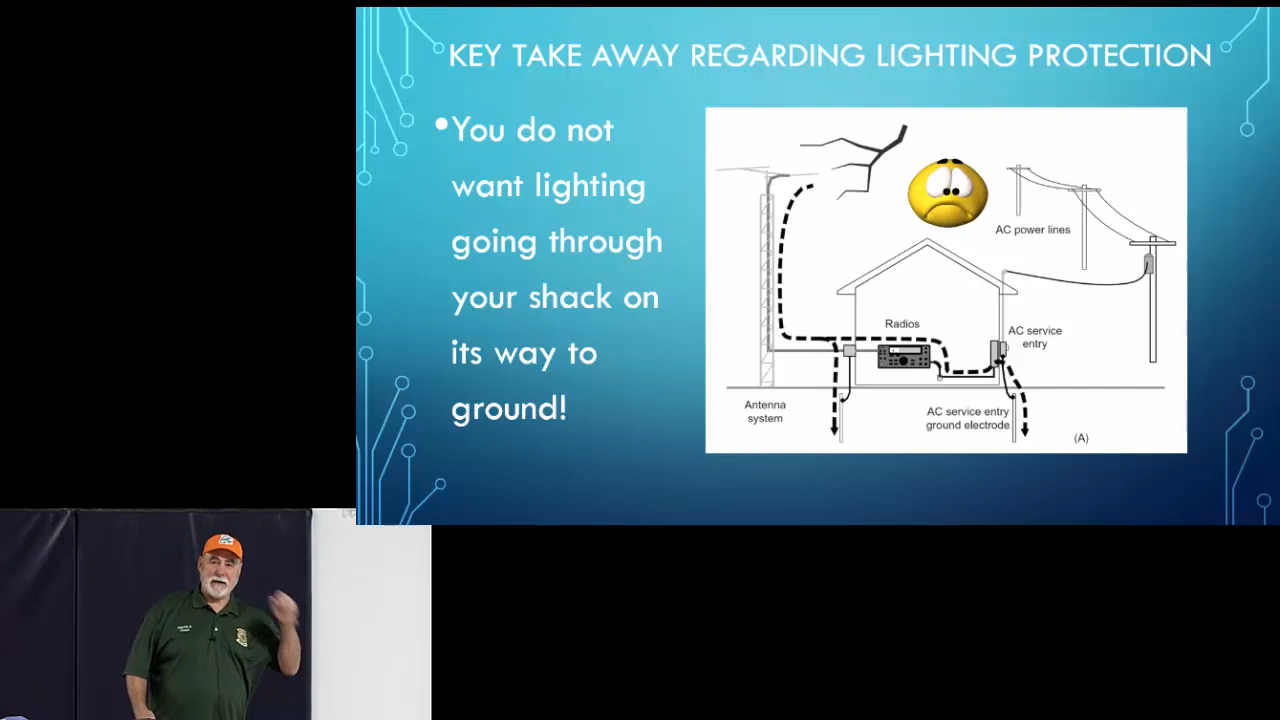 KEY TAKE AWAY REGARDING LIGHTING PROTECTION
•You do not
want lighting
going through
your shack on
its way to
ground!
AC power lines
Radios
AC service
entry
Antenna
system
AC service entry
ground electrode
(A)